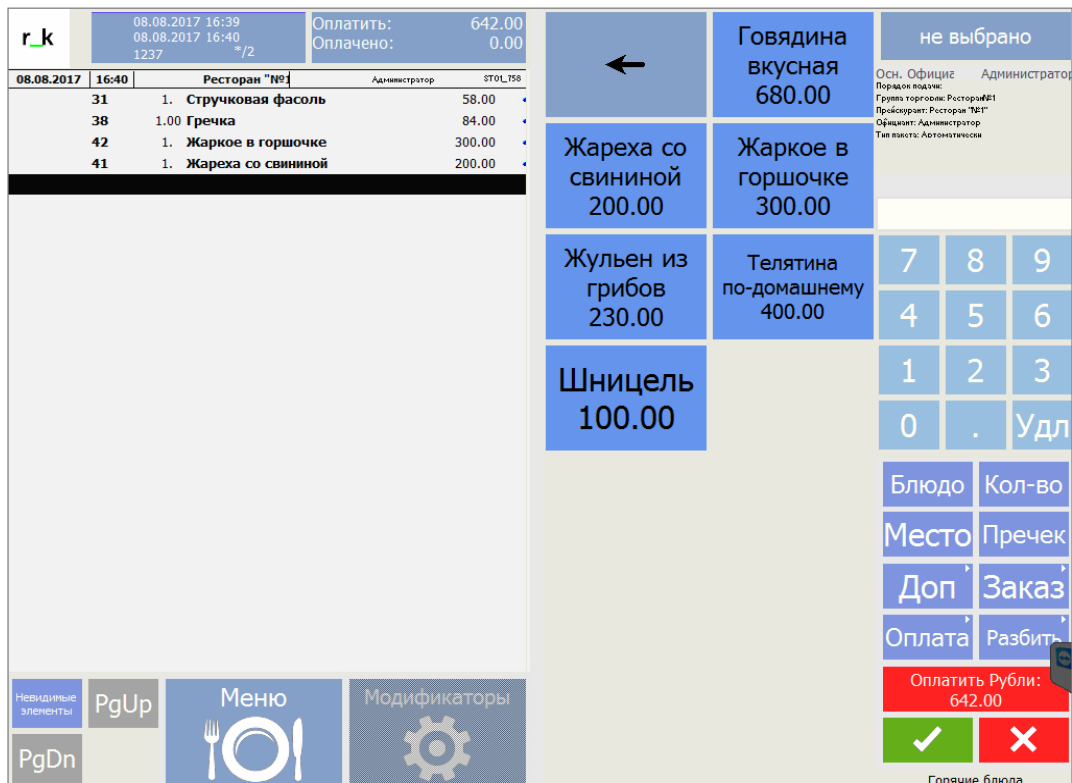 r_k
08.08.2017 16:39
08.08.2017 16:40
1237 */2
Оплатить: 642.00
Оплачено: 0.00
08.08.2017 16:40 Ресторан "№1 Администратор ST01_758
31 1. Стручковая фасоль 58.00
38 1.00 Гречка 84.00
42 1. Жаркое в горшочке 300.00
41 1. Жареха со свининой 200.00
Невидимые
элементы
PgUp
PgDn
Меню
Модификаторы
Говядина
вкусная
680.00
Жареха со
свининой
200.00
Жаркое в
горшочке
300.00
Жульен из
грибов
230.00
Телятина
по-домашнему
400.00
Шницель
100.00
не выбрано
Осн. Официа Администратор
Порядок подачи:
Группа торговли: Ресторан№1
Прейскурант: Ресторан "№1"
Официант: Администратор
Тип пакета: Автоматически
7 8 9
4 5 6
1 2 3
0 . Удл
Блюдо Кол-во
Место Пречек
Доп Заказ
Оплата Разбить
Оплатить Рубли:
642.00
Горячие блюда